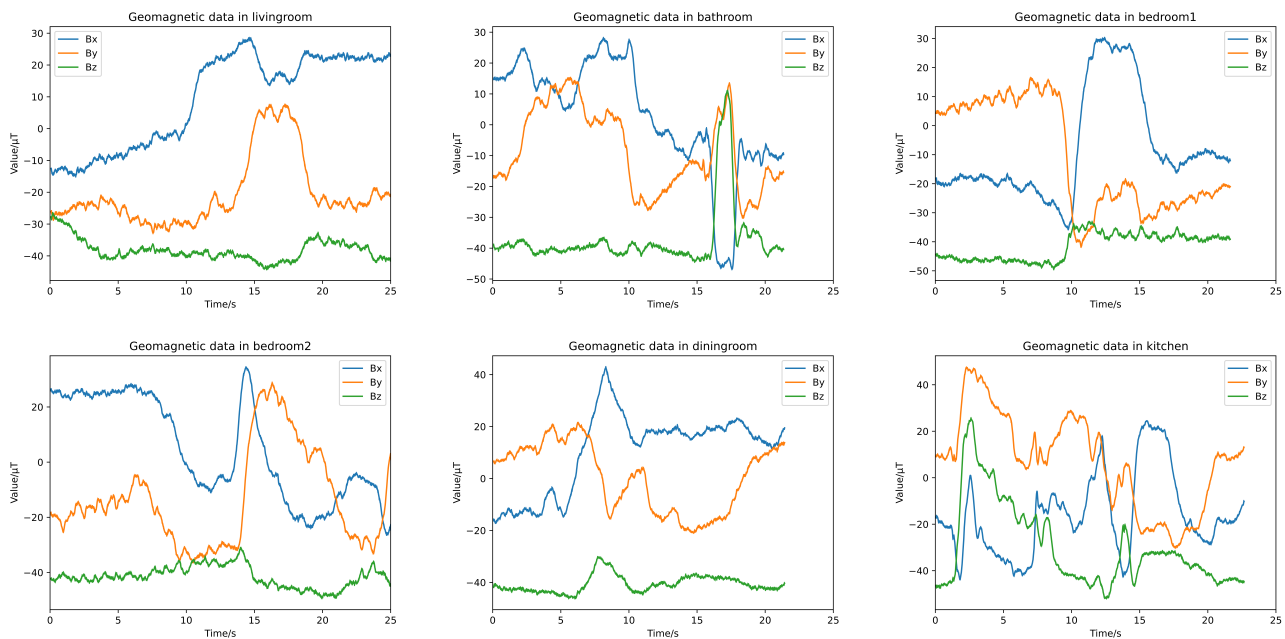 Geomagnetic data in livingroom
Bx
By
Bz
Value/μT
30
20
10
0
−10
−20
−30
−40
0 5 10 15 20 25
Time/s
Geomagnetic data in bathroom
Bx
By
Bz
Value/μT
30
20
10
0
−10
−20
−30
−40
−50
0 5 10 15 20 25
Time/s
Geomagnetic data in bedroom1
Bx
By
Bz
Value/μT
30
20
10
0
−10
−20
−30
−40
−50
0 5 10 15 20 25
Time/s
Geomagnetic data in bedroom2
Bx
By
Bz
Value/μT
20
0
−20
−40
0 5 10 15 20 25
Time/s
Geomagnetic data in diningroom
Bx
By
Bz
Value/μT
40
20
0
−20
−40
0 5 10 15 20 25
Time/s
Geomagnetic data in kitchen
Bx
By
Bz
Value/μT
40
20
0
−20
−40
0 5 10 15 20 25
Time/s